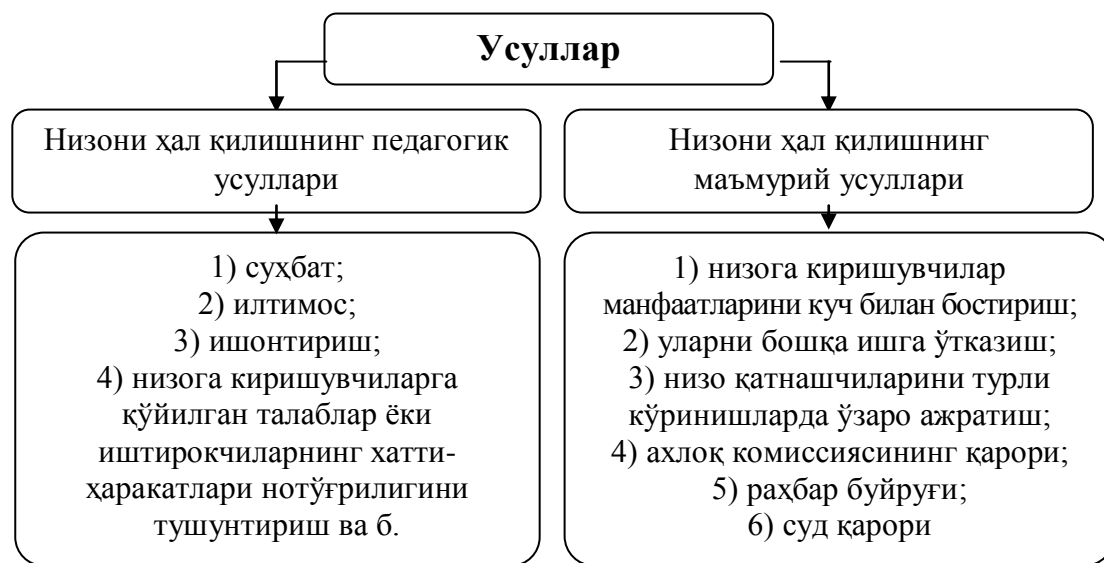 Усуллар
Низони ҳал қилишнинг педагогик
усуллари
Низони ҳал қилишнинг
маъмурий усуллари
1) суҳбат;
2) илтимос;
3) ишонтириш;
4) низога киришувчиларга
қўйилган талаблар ёки
иштирокчиларнинг хатти-
ҳаракатлари нотўғрилигини
тушунтириш ва б.
1) низога киришувчилар
манфаатларини куч билан бостириш;
2) уларни бошқа ишга ўтказиш;
3) низо қатнашчиларини турли
кўринишларда ўзаро ажратиш;
4) ахлоқ комиссиясининг қарори;
5) раҳбар буйруғи;
6) суд қарори